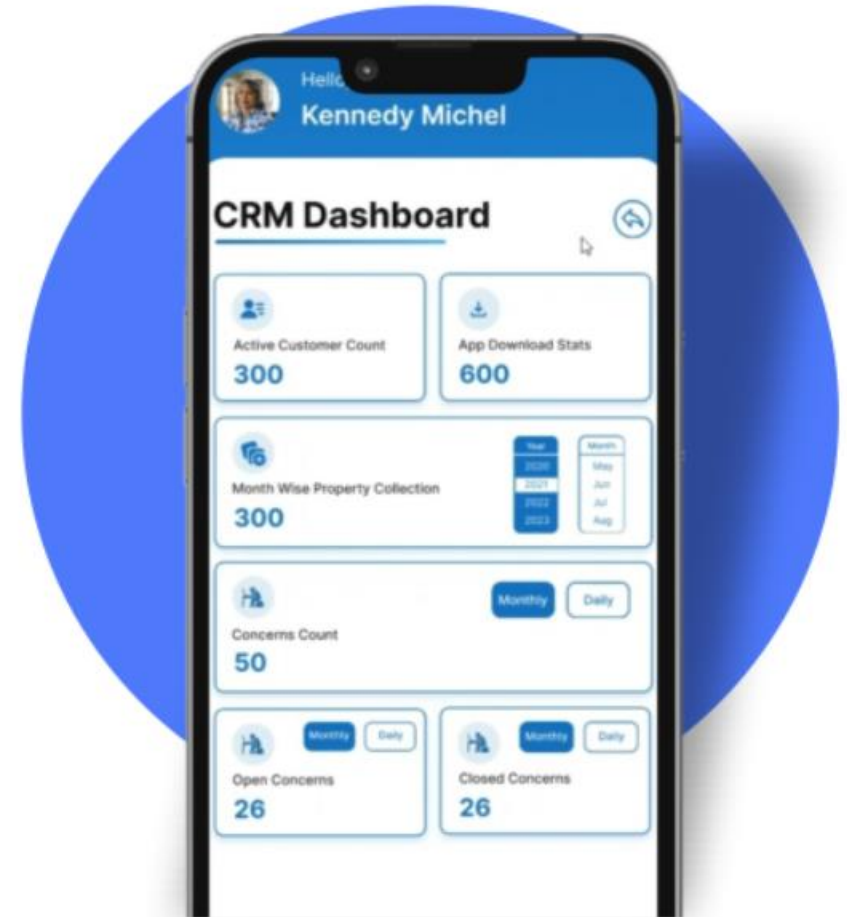 Hello
Kennedy Michel
CRM Dashboard
Active Customer Count
300
App Download Stats
600
Month Wise Property Collection
300
Year
2020
2021
2022
2023
Month
May
Jun
Jul
Aug
Concerns Count
50
Monthly
Daily
Open Concerns
26
Monthly
Daily
Closed Concerns
26
Monthly
Daily